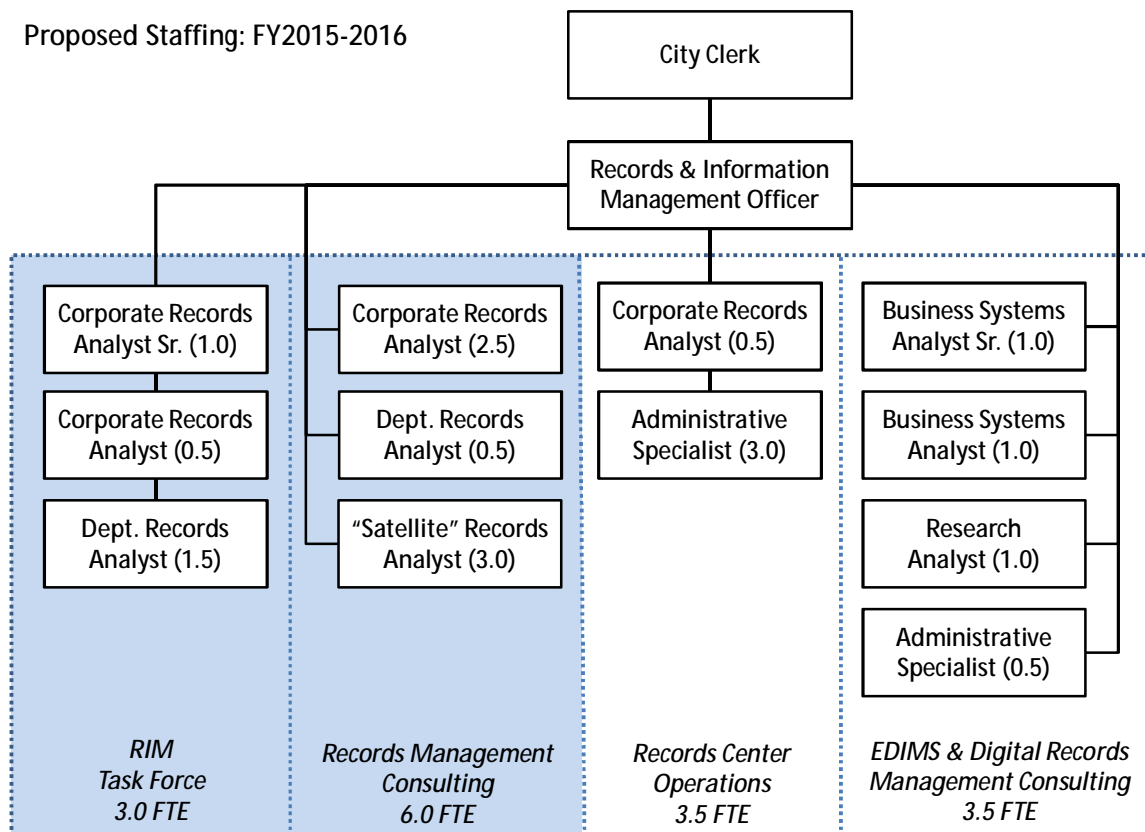 Proposed Staffing: FY2015-2016
City Clerk
Records & Information
Management Officer
Corporate Records
Analyst Sr. (1.0)
Corporate Records
Analyst (0.5)
Dept. Records
Analyst (1.5)
RIM
Task Force
3.0 FTE
Corporate Records
Analyst (2.5)
Dept. Records
Analyst (0.5)
“Satellite” Records
Analyst (3.0)
Records Management
Consulting
6.0 FTE
Corporate Records
Analyst (0.5)
Administrative
Specialist (3.0)
Records Center
Operations
3.5 FTE
Business Systems
Analyst Sr. (1.0)
Business Systems
Analyst (1.0)
Research
Analyst (1.0)
Administrative
Specialist (0.5)
EDIMS & Digital Records
Management Consulting
3.5 FTE